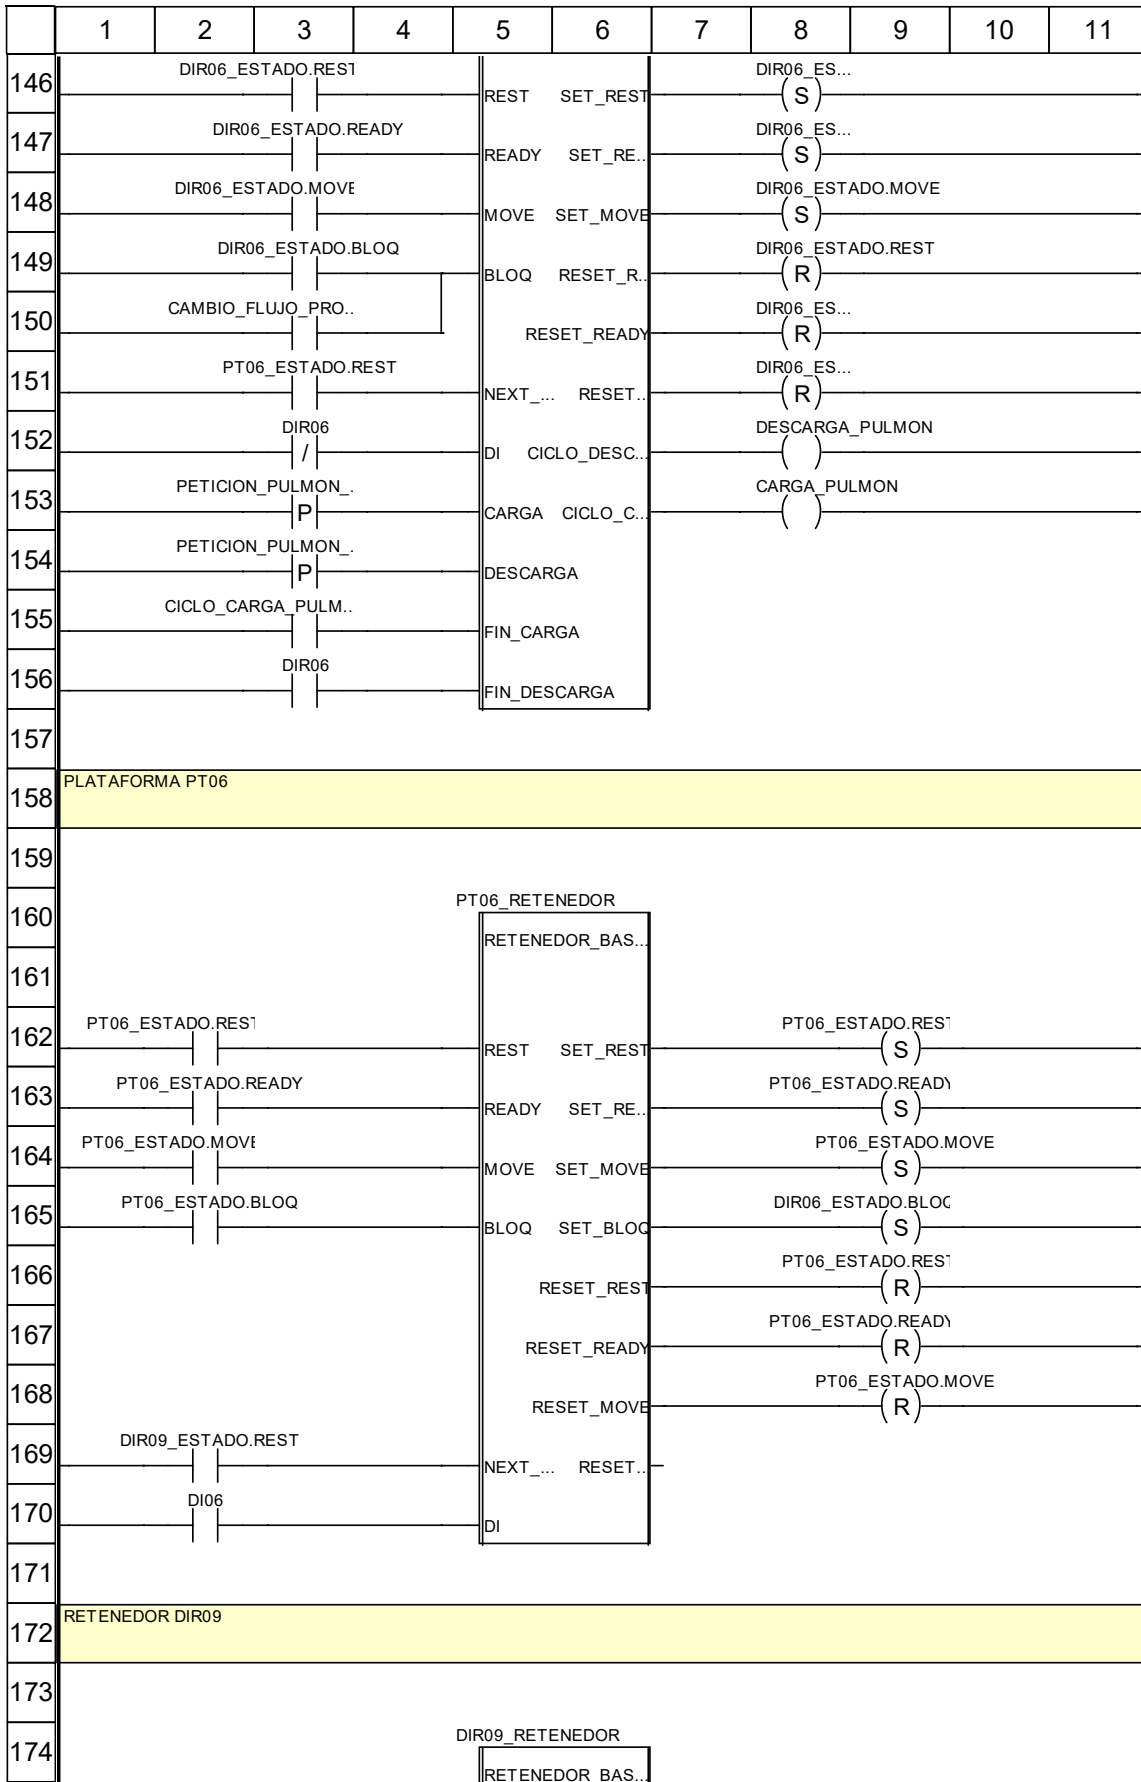 1 2 3 4 5 6 7 8 9 10 11
146 DIR06_ESTADO.REST REST SET_REST DIR06_ES... S
147 DIR06_ESTADO.READY READY SET_RE.. DIR06_ES... S
148 DIR06_ESTADO.MOVE MOVE SET_MOVE DIR06_ESTADO.MOVE S
149 DIR06_ESTADO.BLOQ BLOQ RESET_R.. DIR06_ESTADO.REST R
150 CAMBIO_FLUJO_PRO.. RESET_READY DIR06_ES... R
151 PT06_ESTADO.REST NEXT_... RESET.. DIR06_ES... R
152 DIR06 / DI CICLO_DESC... DESCARGA_PULMON
153 PETICION_PULMON_. P CARGA CICLO_C... CARGA_PULMON
154 PETICION_PULMON_. P DESCARGA
155 CICLO_CARGA_PULM.. FIN_CARGA
156 DIR06 FIN_DESCARGA
157
158 PLATAFORMA PT06
159
160 PT06_RETENEDOR
RETENEDOR_BAS...
161
162 PT06_ESTADO.REST REST SET_REST PT06_ESTADO.REST S
163 PT06_ESTADO.READY READY SET_RE.. PT06_ESTADO.READY S
164 PT06_ESTADO.MOVE MOVE SET_MOVE PT06_ESTADO.MOVE S
165 PT06_ESTADO.BLOQ BLOQ SET_BLOQ DIR06_ESTADO.BLOQ S
166 RESET_REST PT06_ESTADO.REST R
167 RESET_READY PT06_ESTADO.READY R
168 RESET_MOVE PT06_ESTADO.MOVE R
169 DIR09_ESTADO.REST NEXT_... RESET..
170 DI06 DI
171
172 RETENEDOR DIR09
173
174 DIR09_RETENEDOR
RETENEDOR_BAS...